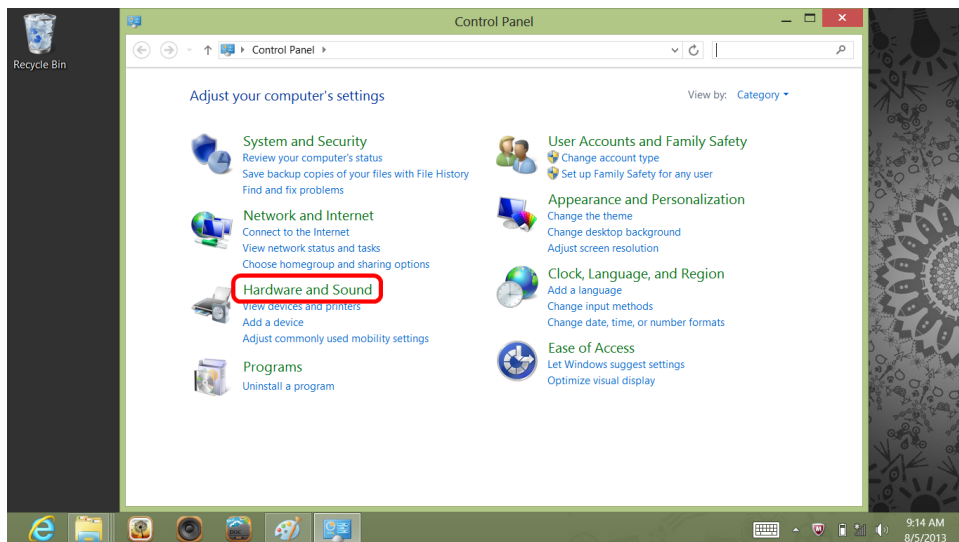 Control Panel
Recycle Bin
Control Panel
Adjust your computer's settings
View by: Category
System and Security
Review your computer's status
Save backup copies of your files with File History
Find and fix problems
Network and Internet
Connect to the Internet
View network status and tasks
Choose homegroup and sharing options
Hardware and Sound
View devices and printers
Add a device
Adjust commonly used mobility settings
Programs
Uninstall a program
User Accounts and Family Safety
Change account type
Set up Family Safety for any user
Appearance and Personalization
Change the theme
Change desktop background
Adjust screen resolution
Clock, Language, and Region
Add a language
Change input methods
Change date, time, or number formats
Ease of Access
Let Windows suggest settings
Optimize visual display
9:14 AM
8/5/2013